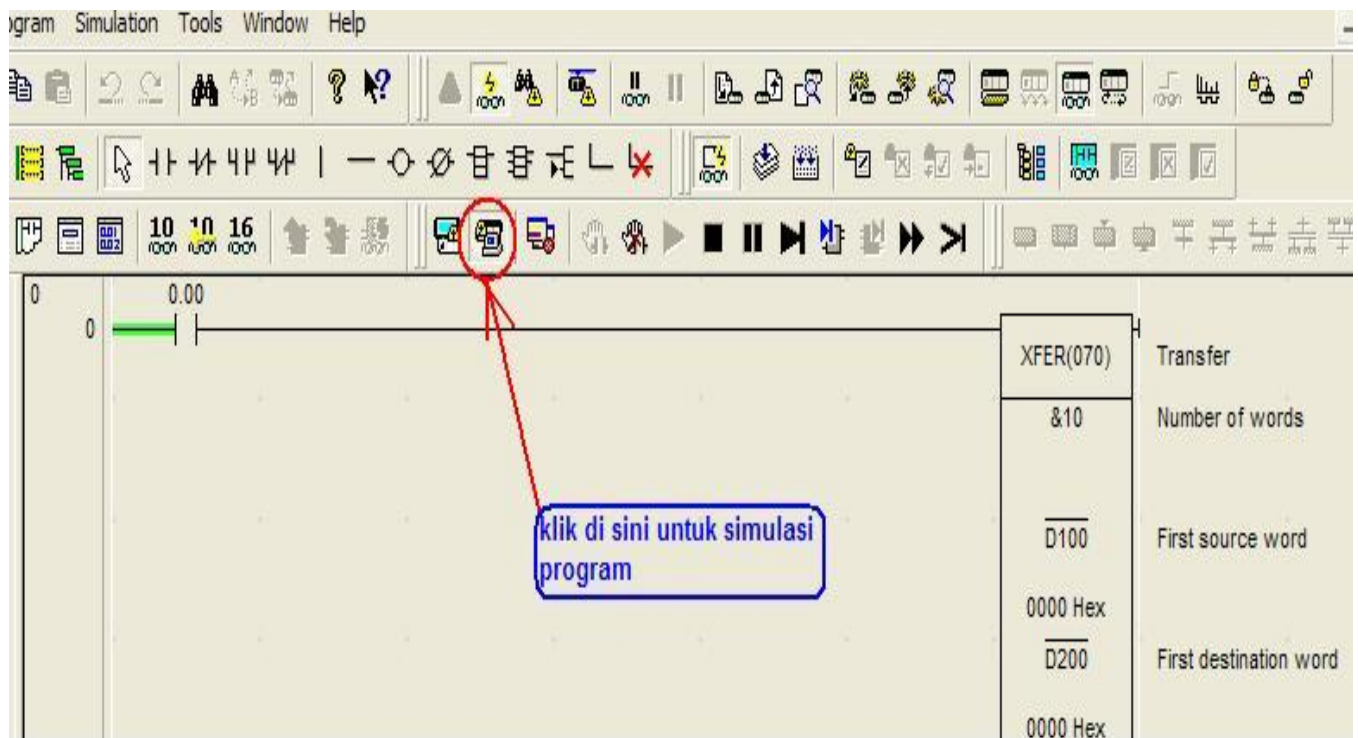 ogram Simulation Tools Window Help
10 10 16
0 0.00
0
XFER(070) Transfer
&10 Number of words
klik di sini untuk simulasi
program
D100 First source word
0000 Hex
D200 First destination word
0000 Hex